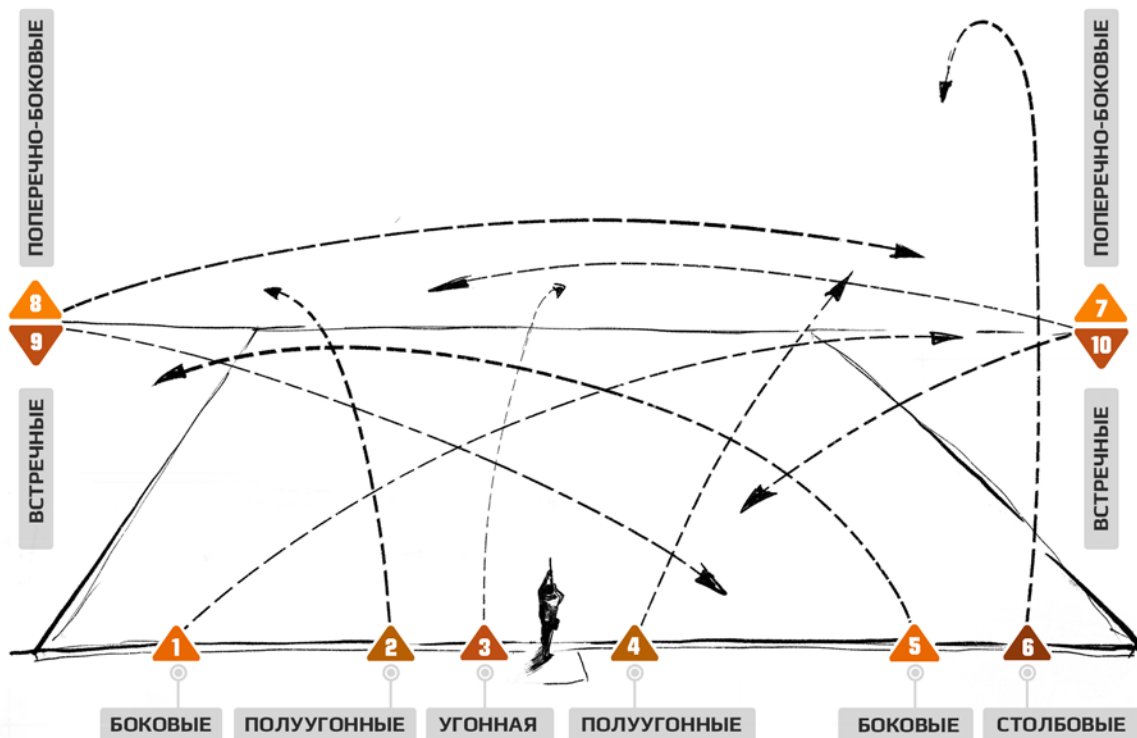 ПОПЕРЕЧНО-БОКОВЫЕ
ПОПЕРЕЧНО-БОКОВЫЕ
8
7
9
10
ВСТРЕЧНЫЕ
ВСТРЕЧНЫЕ
1
2
3
4
5
6
БОКОВЫЕ
ПОЛУУГОННЫЕ
УГОННАЯ
ПОЛУУГОННЫЕ
БОКОВЫЕ
СТОЛБОВЫЕ